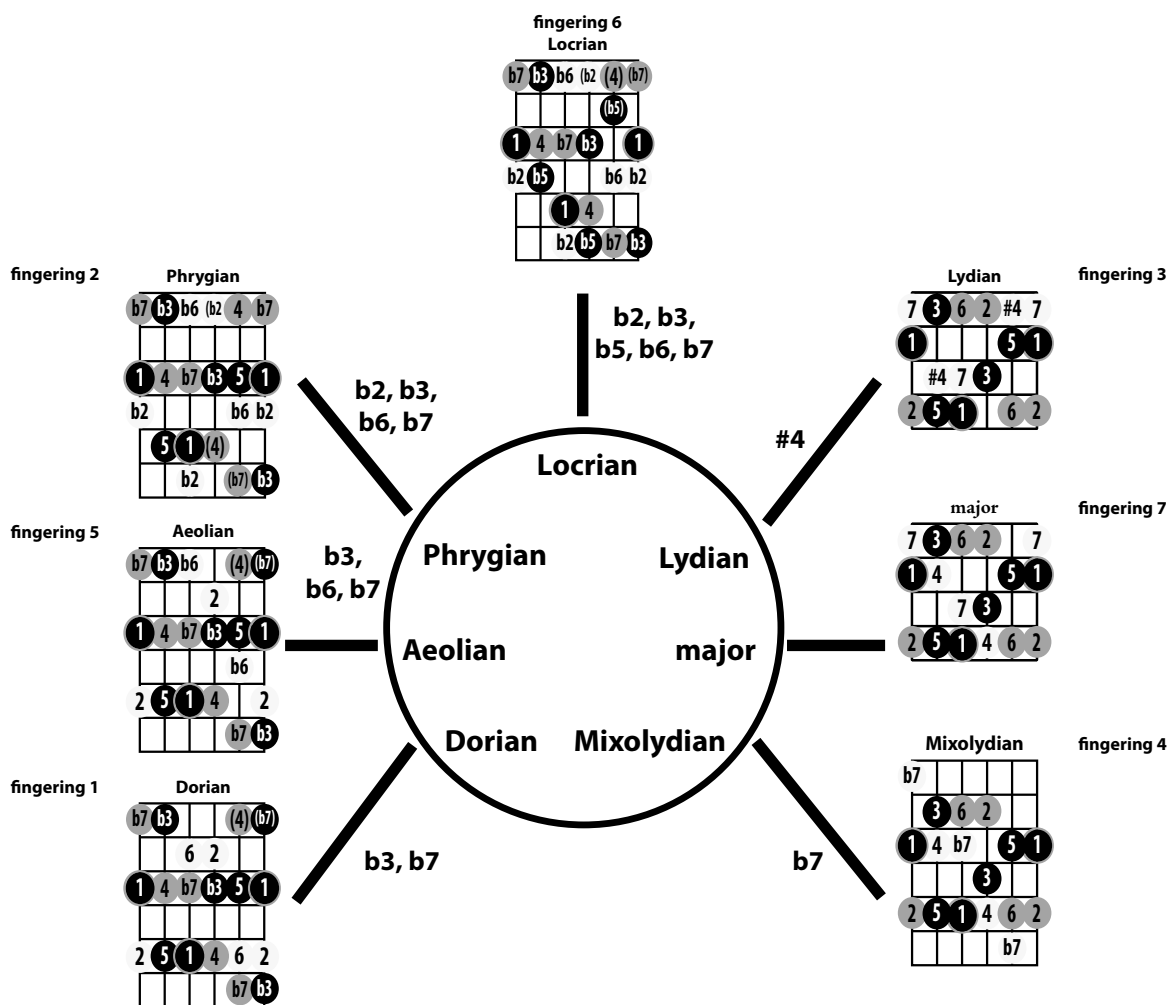 fingering 6
Locrian
b7 b3 b6 (b2 (4) (b7)
(b5)
1 4 b7 b3 1
b2 b5 b6 b2
1 4
b2 b5 b7 b3
b2, b3,
b5, b6, b7
fingering 2
Phrygian
b7 b3 b6 (b2 4 b7
1 4 b7 b3 5 1
b2 b6 b2
5 1 (4)
b2 (b7) b3
b2, b3,
b6, b7
Lydian
fingering 3
7 3 6 2 #4 7
1 5 1
#4 7 3
2 5 1 6 2
#4
Locrian
Phrygian
Lydian
Aeolian
major
Dorian
Mixolydian
fingering 5
Aeolian
b7 b3 b6 (4) (b7)
2
1 4 b7 b3 5 1
b6
2 5 1 4 2
b7 b3
b3,
b6, b7
major
fingering 7
7 3 6 2 7
1 4 5 1
7 3
2 5 1 4 6 2
fingering 1
Dorian
b7 b3 (4) (b7)
6 2
1 4 b7 b3 5 1
2 5 1 4 6 2
b7 b3
b3, b7
Mixolydian
fingering 4
b7
3 6 2
1 4 b7 5 1
3
2 5 1 4 6 2
b7
b7